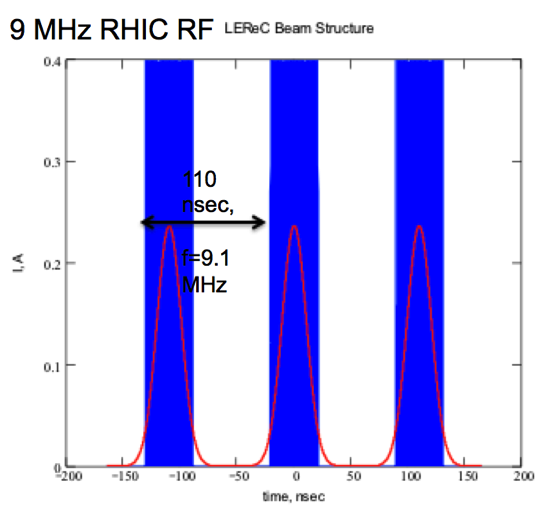 9 MHz RHIC RF LEReC Beam Structure
0.4
0.3
110
nsec,
f=9.1
MHz
I, A
0.2
0.1
0
-200 -150 -100 -50 0 50 100 150 200
time, nsec